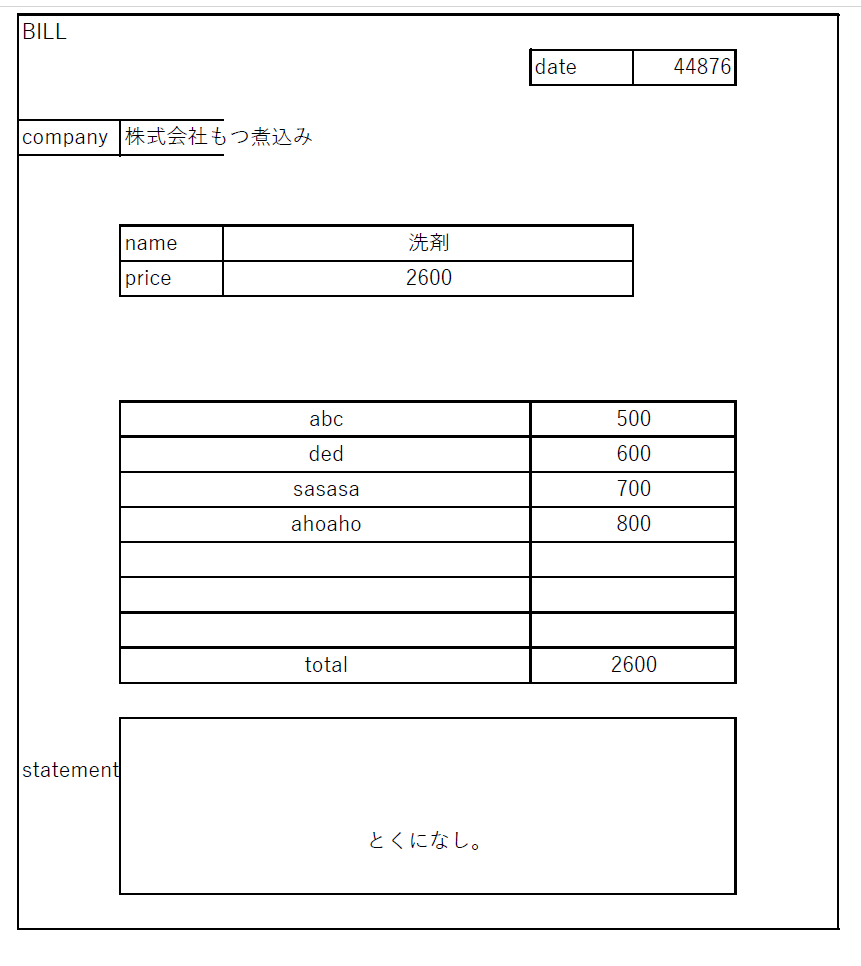 BILL
date 44876
company 株式会社もつ煮込み
name 洗剤
price 2600
abc 500
ded 600
sasasa 700
ahoaho 800
total 2600
statement
とくになし。